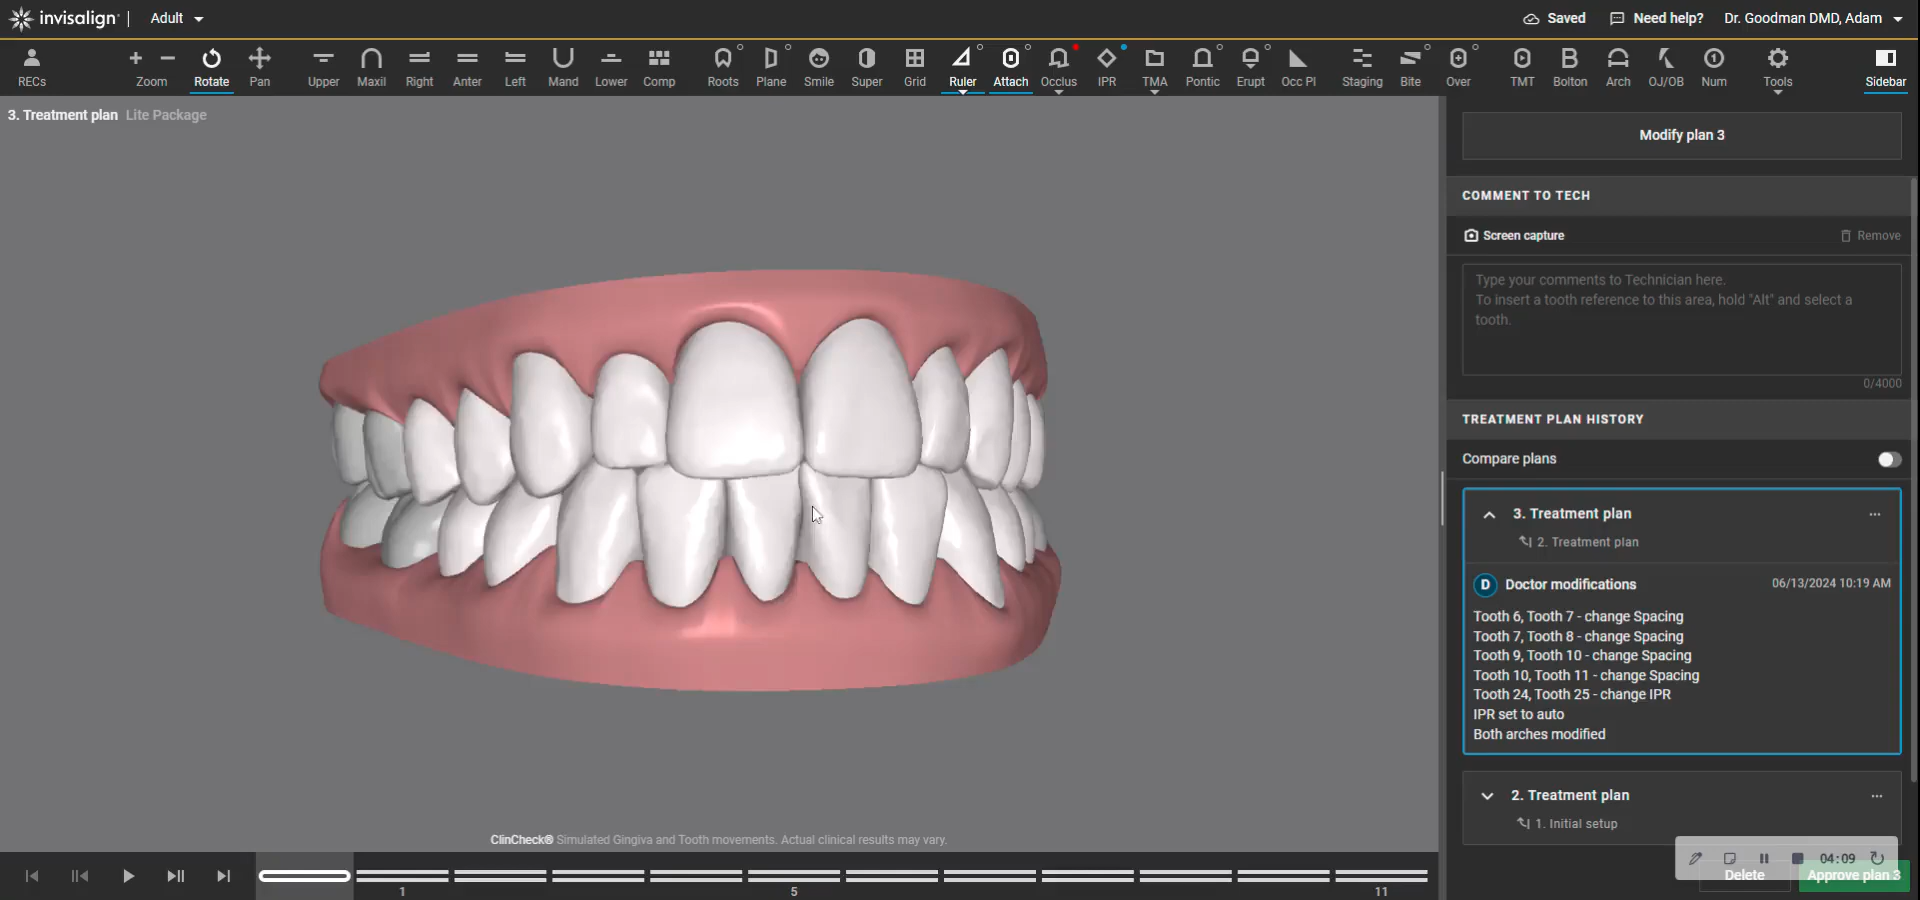 invisalign
Adult
Saved
Need help?
Dr. Goodman DMD, Adam
RECs
Zoom
Rotate
Pan
Upper
Maxil
Right
Anter
Left
Mand
Lower
Comp
Roots
Plane
Smile
Super
Grid
Ruler
Attach
Occlus
IPR
TMA
Pontic
Erupt
Occ Pl
Staging
Bite
Over
TMT
Bolton
Arch
OJ/OB
Num
Tools
Sidebar
3. Treatment plan Lite Package
Modify plan 3
COMMENT TO TECH
Screen capture
Remove
Type your comments to Technician here.
To insert a tooth reference to this area, hold "Alt" and select a
tooth.
0/4000
TREATMENT PLAN HISTORY
Compare plans
3. Treatment plan
2. Treatment plan
D Doctor modifications 06/13/2024 10:19 AM
Tooth 6, Tooth 7 - change Spacing
Tooth 7, Tooth 8 - change Spacing
Tooth 9, Tooth 10 - change Spacing
Tooth 10, Tooth 11 - change Spacing
Tooth 24, Tooth 25 - change IPR
IPR set to auto
Both arches modified
2. Treatment plan
1. Initial setup
04:09
Delete
Approve plan 3
ClinCheck® Simulated Gingiva and Tooth movements. Actual clinical results may vary.
1
5
11